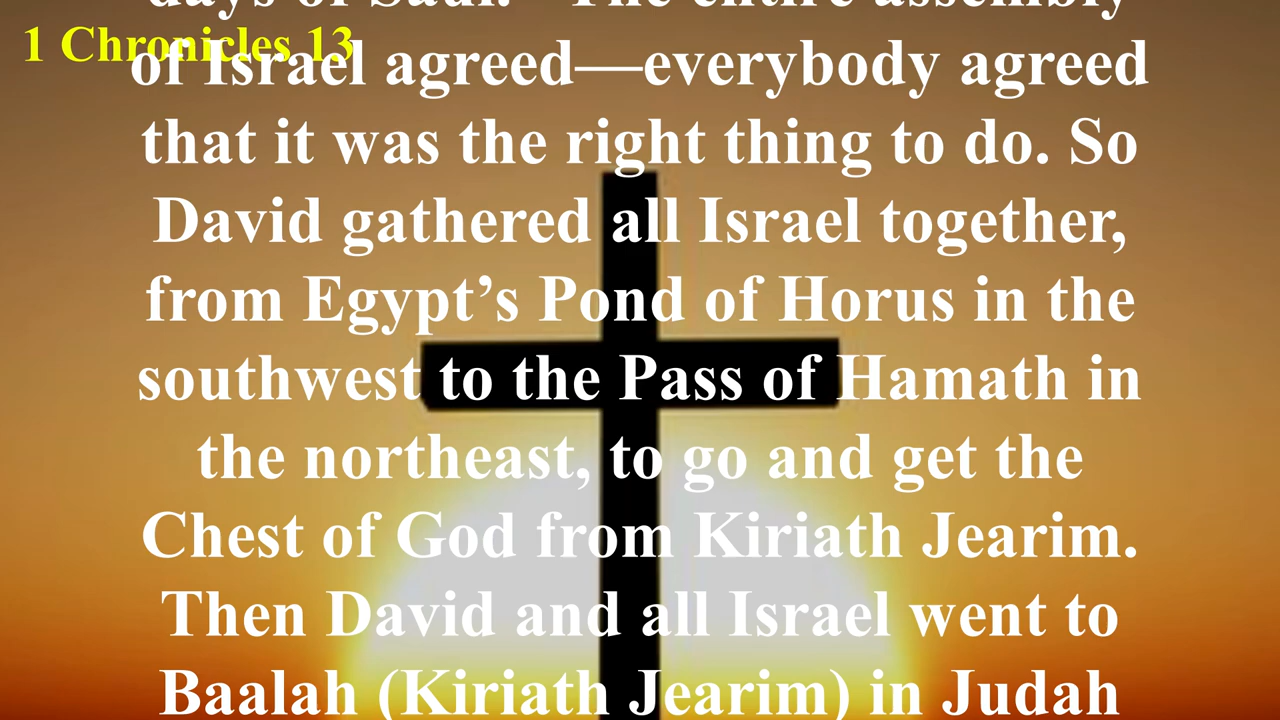 days of Saul.” The entire assembly
1 Chronicles 13
of Israel agreed—everybody agreed
that it was the right thing to do. So
David gathered all Israel together,
from Egypt’s Pond of Horus in the
southwest to the Pass of Hamath in
the northeast, to go and get the
Chest of God from Kiriath Jearim.
Then David and all Israel went to
Baalah (Kiriath Jearim) in Judah